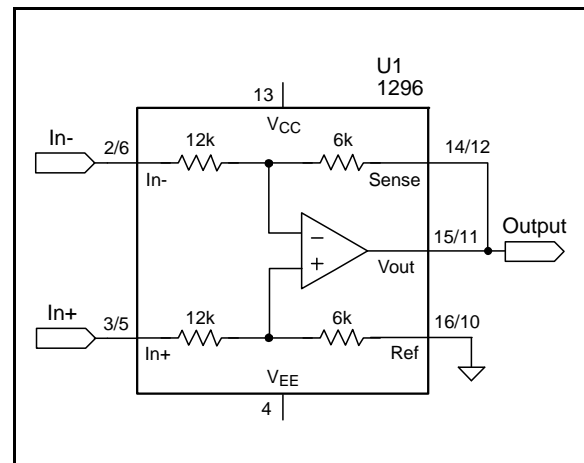 U1
1296
13
VCC
In-
2/6
12k
6k
14/12
In-
Sense
−
+
Vout
15/11
Output
In+
3/5
12k
6k
16/10
In+
Ref
VEE
4